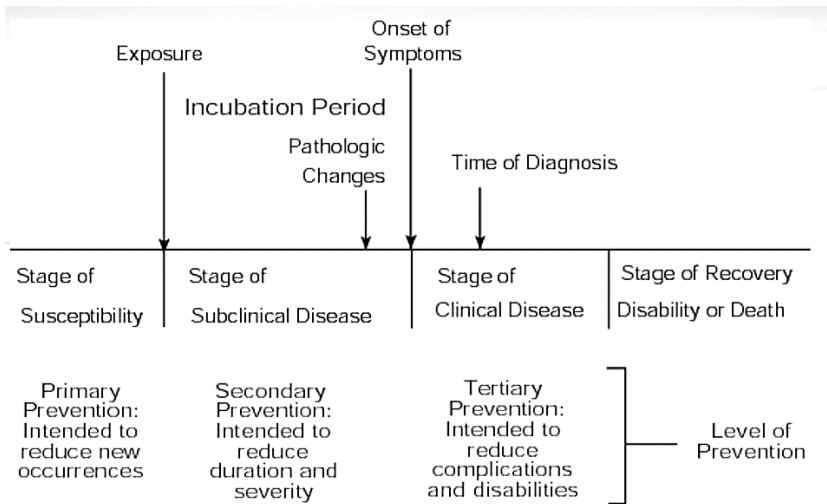 Exposure
Onset of
Symptoms
Incubation Period
Pathologic
Changes
Time of Diagnosis
Stage of
Susceptibility
Stage of
Subclinical Disease
Stage of
Clinical Disease
Stage of Recovery
Disability or Death
Primary
Prevention:
Intended to
reduce new
occurrences
Secondary
Prevention:
Intended to
reduce
duration and
severity
Tertiary
Prevention:
Intended to
reduce
complications
and disabilities
Level of
Prevention